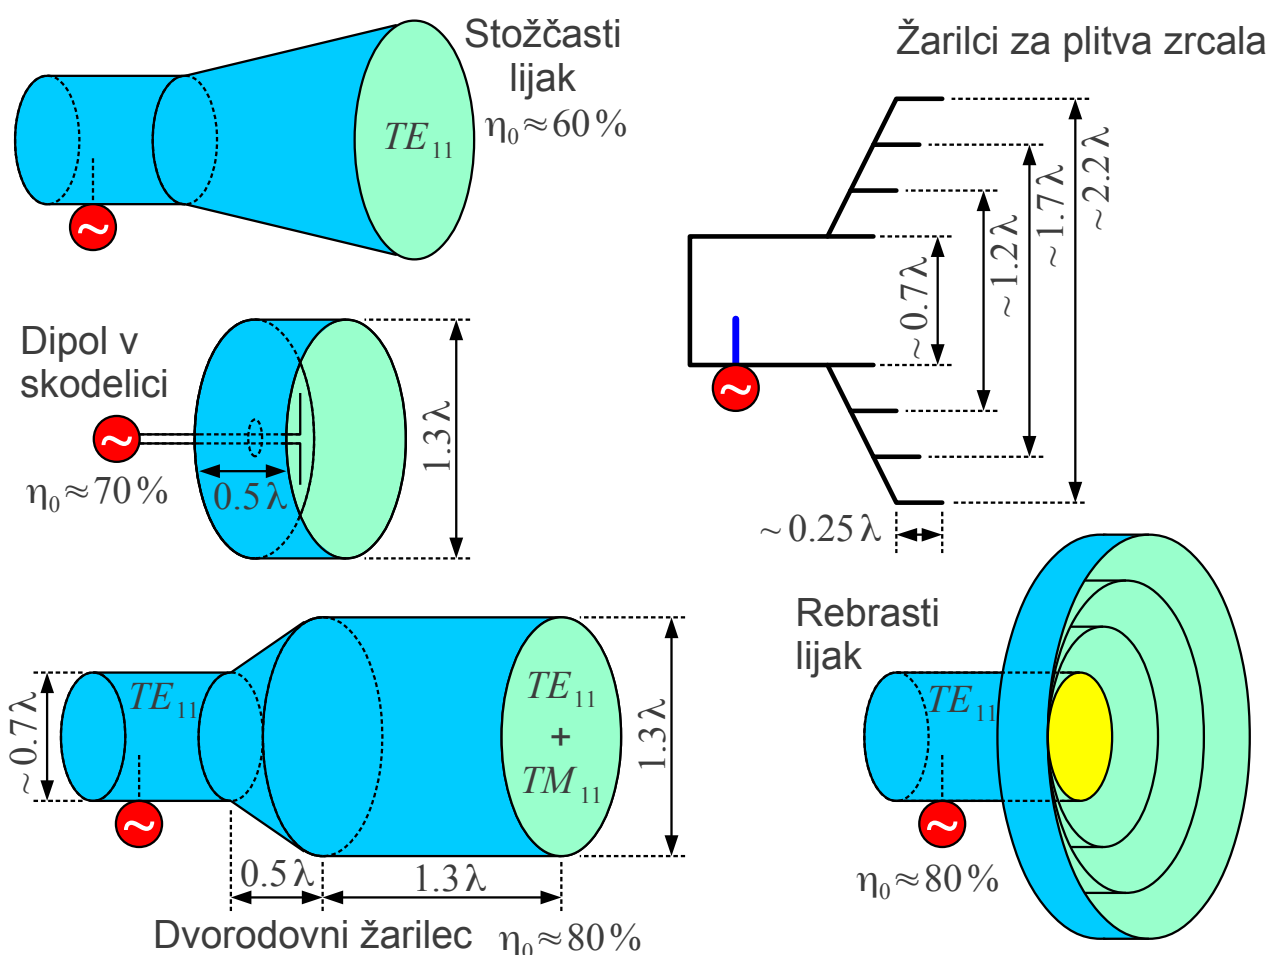 Žarilci za plitva zrcala
Stožčasti
lijak
η₀≈60%
TE₁₁
~
Dipol v
skodelici
~
η₀≈70%
0.5λ
1.3λ
~
~0.7λ
~1.2λ
~1.7λ
~2.2λ
~0.25λ
TE₁₁
~0.7λ
~
TE₁₁
+
TM₁₁
1.3λ
0.5λ
1.3λ
Dvorodovni žarilec
η₀≈80%
Rebrasti
lijak
TE₁₁
~
η₀≈80%